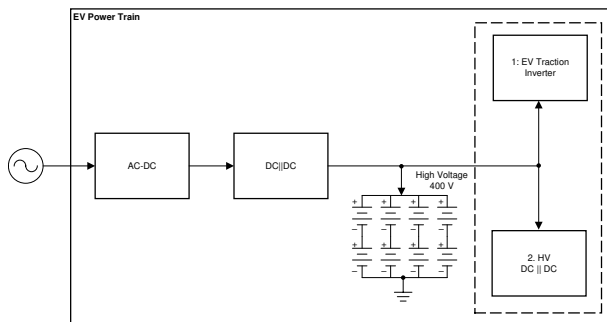 EV Power Train
1: EV Traction
Inverter
AC-DC
DC||DC
High Voltage
400 V
+ + + +
− − − −
+ + + +
− − − −
2. HV
DC || DC